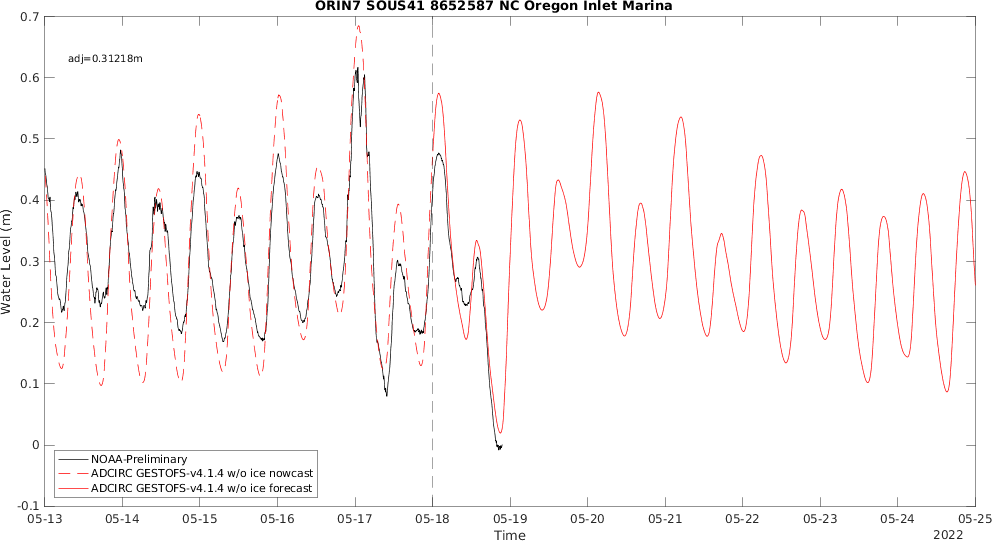 ORIN7 SOUS41 8652587 NC Oregon Inlet Marina
0.7
adj=0.31218m
0.6
0.5
0.4
0.3
0.2
0.1
0
-0.1
Water Level (m)
NOAA-Preliminary
ADCIRC GESTOFS-v4.1.4 w/o ice nowcast
ADCIRC GESTOFS-v4.1.4 w/o ice forecast
05-13 05-14 05-15 05-16 05-17 05-18 05-19 05-20 05-21 05-22 05-23 05-24 05-25
Time
2022